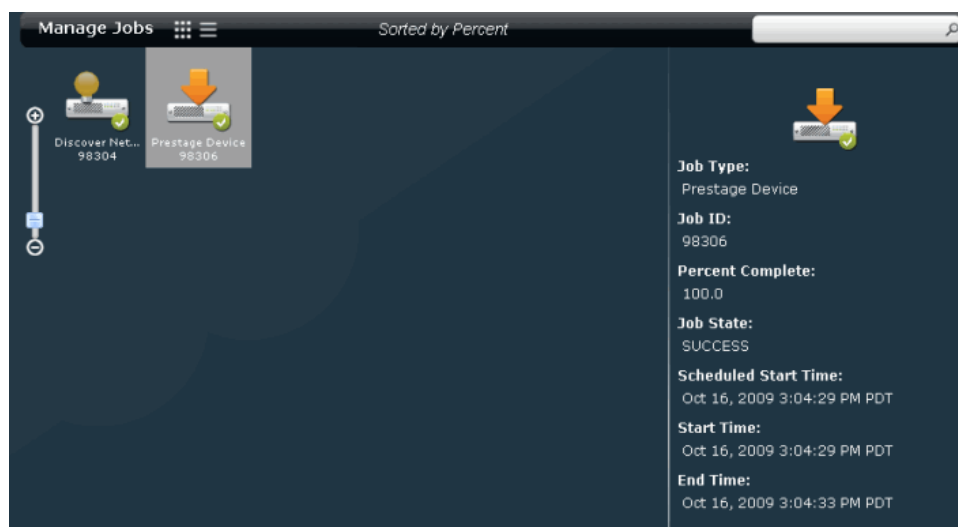 Manage Jobs
Sorted by Percent
Discover Net...
98304
Prestage Device
98306
Job Type:
Prestage Device
Job ID:
98306
Percent Complete:
100.0
Job State:
SUCCESS
Scheduled Start Time:
Oct 16, 2009 3:04:29 PM PDT
Start Time:
Oct 16, 2009 3:04:29 PM PDT
End Time:
Oct 16, 2009 3:04:33 PM PDT